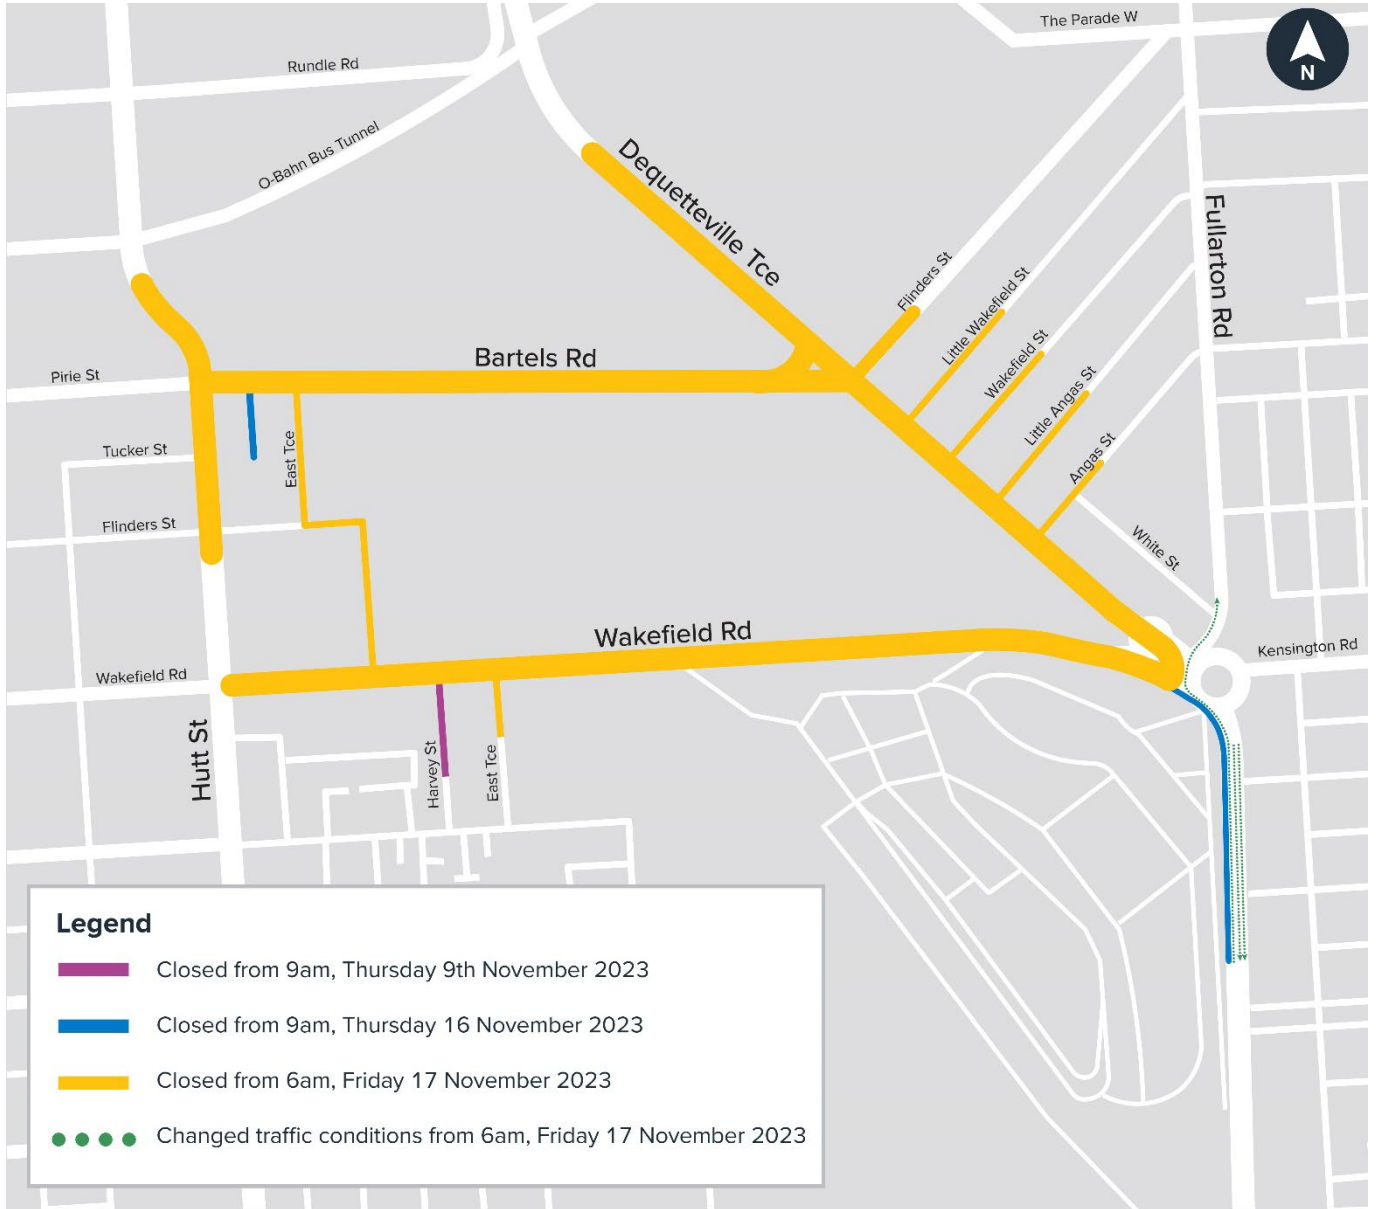 The Parade W
N
Rundle Rd
O-Bahn Bus Tunnel
Dequetteville Tce
Fullarton Rd
Flinders St
Little Wakefield St
Wakefield St
Little Angas St
Angas St
Bartels Rd
Pirie St
Tucker St
East Tce
Flinders St
White St
Wakefield Rd
Kensington Rd
Wakefield Rd
Hutt St
Harvey St
East Tce
Legend
Closed from 9am, Thursday 9th November 2023
Closed from 9am, Thursday 16 November 2023
Closed from 6am, Friday 17 November 2023
Changed traffic conditions from 6am, Friday 17 November 2023